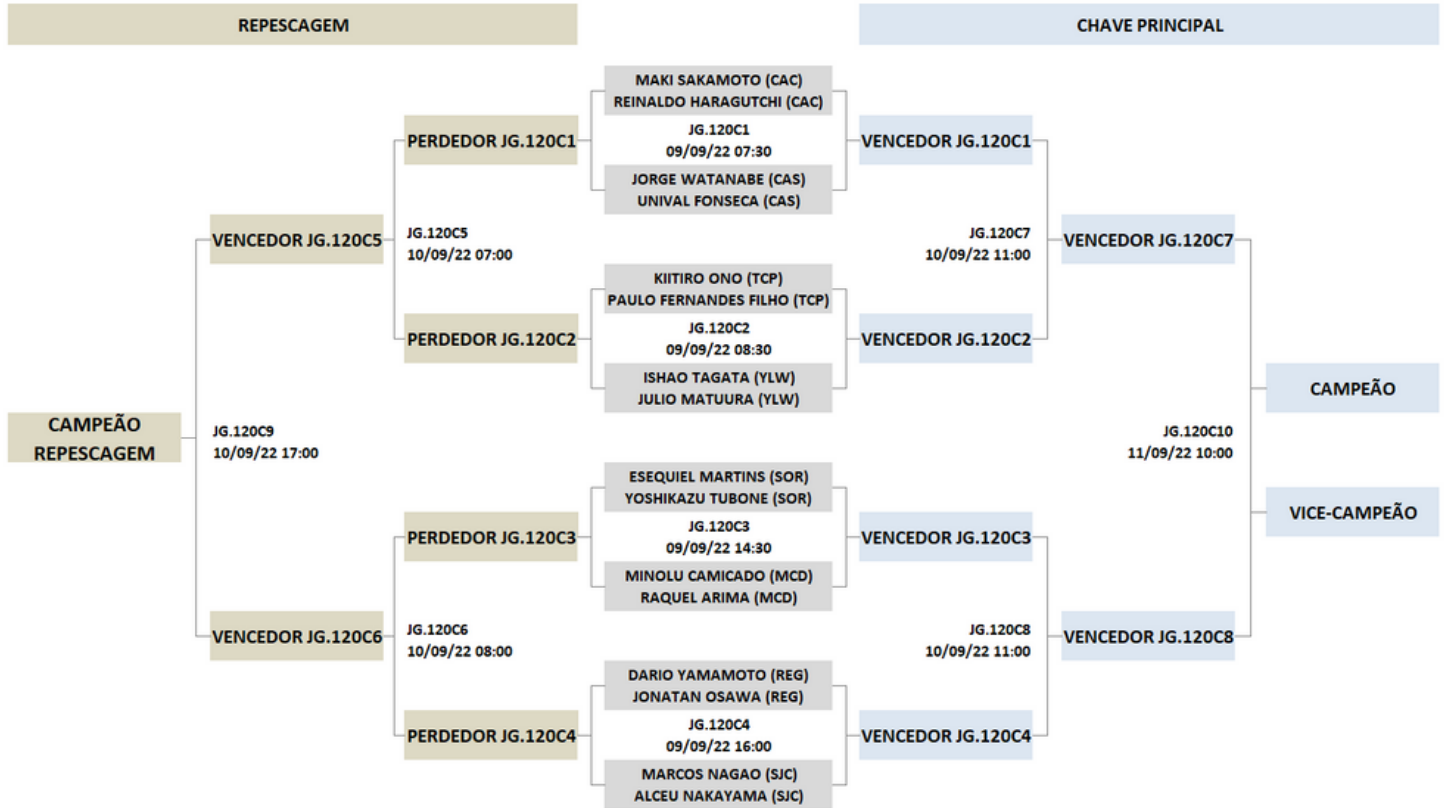 REPESCAGEM
CHAVE PRINCIPAL
MAKI SAKAMOTO (CAC)
REINALDO HARAGUTCHI (CAC)
PERDEDOR JG.120C1
JG.120C1
09/09/22 07:30
VENCEDOR JG.120C1
JORGE WATANABE (CAS)
UNIVAL FONSECA (CAS)
VENCEDOR JG.120C5
JG.120C5
10/09/22 07:00
JG.120C7
10/09/22 11:00
VENCEDOR JG.120C7
KIITIRO ONO (TCP)
PAULO FERNANDES FILHO (TCP)
PERDEDOR JG.120C2
JG.120C2
09/09/22 08:30
VENCEDOR JG.120C2
ISHAO TAGATA (YLW)
JULIO MATUURA (YLW)
CAMPEÃO
CAMPEÃO
REPESCAGEM
JG.120C9
10/09/22 17:00
JG.120C10
11/09/22 10:00
ESEQUIEL MARTINS (SOR)
YOSHIKAZU TUBONE (SOR)
VICE-CAMPEÃO
PERDEDOR JG.120C3
JG.120C3
09/09/22 14:30
VENCEDOR JG.120C3
MINOLU CAMICADO (MCD)
RAQUEL ARIMA (MCD)
VENCEDOR JG.120C6
JG.120C6
10/09/22 08:00
JG.120C8
10/09/22 11:00
VENCEDOR JG.120C8
DARIO YAMAMOTO (REG)
JONATAN OSAWA (REG)
PERDEDOR JG.120C4
JG.120C4
09/09/22 16:00
VENCEDOR JG.120C4
MARCOS NAGAO (SJC)
ALCEU NAKAYAMA (SJC)